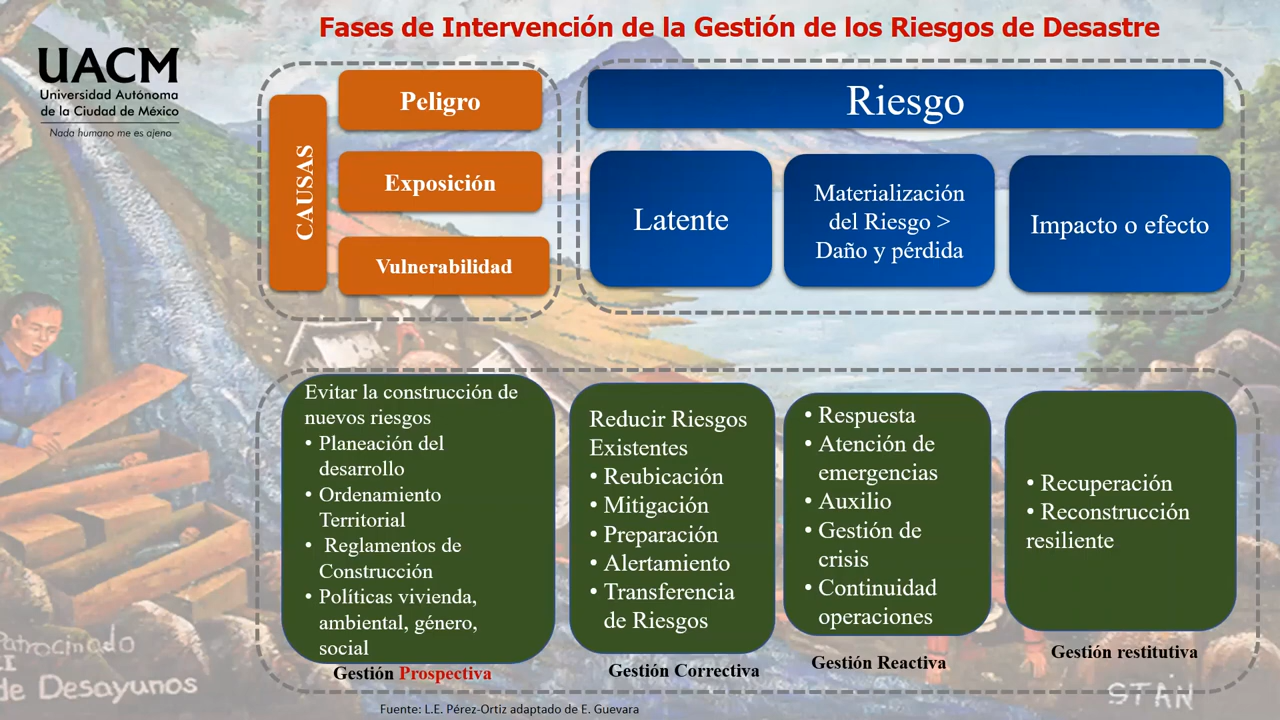 Fases de Intervención de la Gestión de los Riesgos de Desastre
UACM
Universidad Autónoma
de la Ciudad de México
Nada humano me es ajeno
CAUSAS
Peligro
Exposición
Vulnerabilidad
Riesgo
Latente
Materialización
del Riesgo >
Daño y pérdida
Impacto o efecto
Evitar la construcción de
nuevos riesgos
• Planeación del
desarrollo
• Ordenamiento
Territorial
• Reglamentos de
Construcción
• Políticas vivienda,
ambiental, género,
social
Gestión Prospectiva
Reducir Riesgos
Existentes
• Reubicación
• Mitigación
• Preparación
• Alertamiento
• Transferencia
de Riesgos
Gestión Correctiva
• Respuesta
• Atención de
emergencias
• Auxilio
• Gestión de
crisis
• Continuidad
operaciones
Gestión Reactiva
• Recuperación
• Reconstrucción
resiliente
Gestión restitutiva
Patrocinado
de Desayunos
STAN
Fuente: L.E. Pérez-Ortiz adaptado de E. Guevara